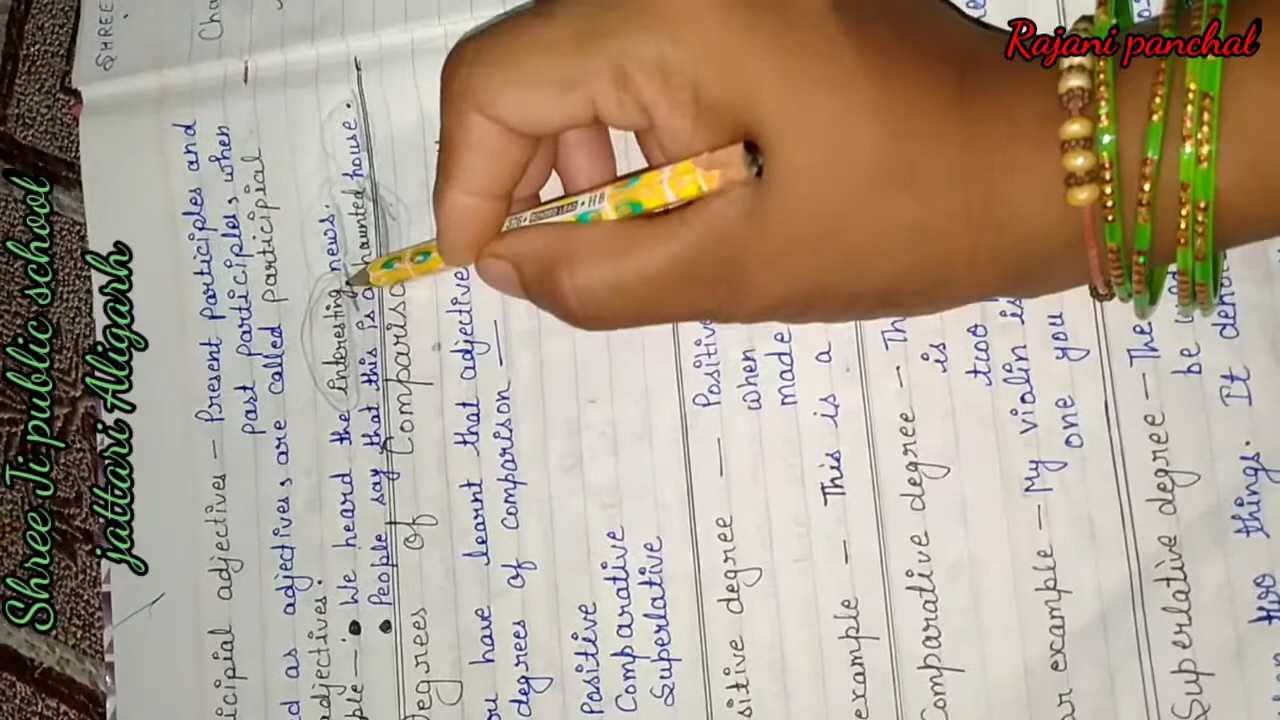 Rajani panchal
Shree Ji public school
jattari Aligarh
SHREE
Cha
icipial adjectives - Present Participles and
past participles, when
d as adjectives, are called participial
adjectives.
ple - • We heard the interesting news.
• People say that this is a haunted house.
Degrees of Comparison
ou have learnt that adjective
degrees of comparison —
Positive
Comparative
Superlative
sitive degree — Positive
when
made
example - This is a
Comparative degree - Th
is
two
or example - My violin is
one you
Superlative degree - The
be
two things. It deno